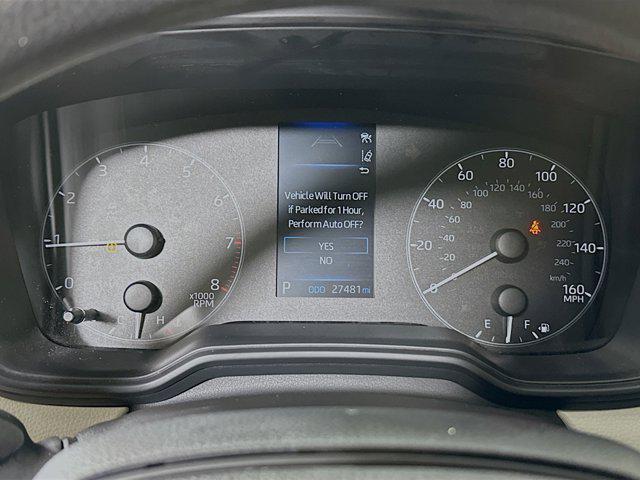 0
1
2
3
4
5
6
7
8
x1000
RPM
C H
Vehicle Will Turn OFF
if Parked for 1 Hour,
Perform Auto OFF?
YES
NO
P ODO 27481 mi
0
20
40
60
80
100
120
140
160
MPH
20
40
60
80
100
120
140
160
180
200
220
240
km/h
E F